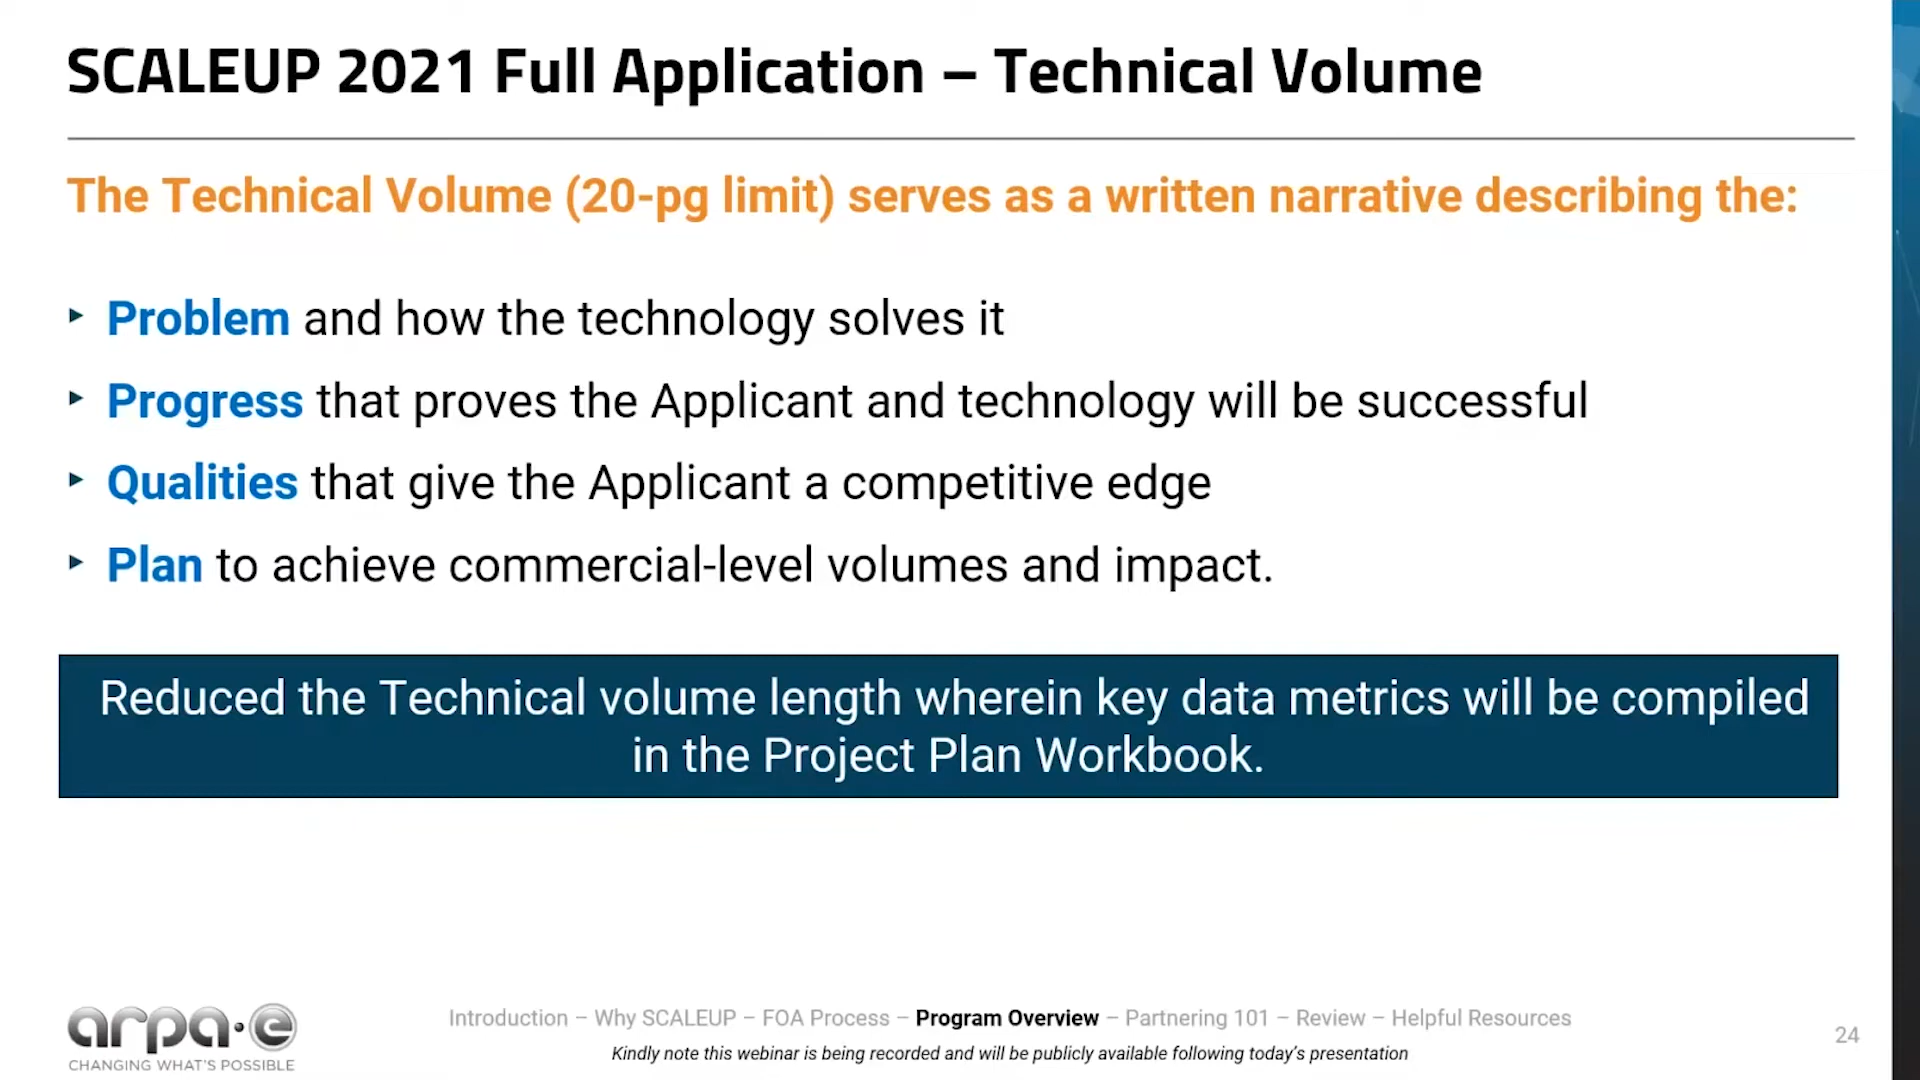 SCALEUP 2021 Full Application – Technical Volume
The Technical Volume (20-pg limit) serves as a written narrative describing the:
‣ Problem and how the technology solves it
‣ Progress that proves the Applicant and technology will be successful
‣ Qualities that give the Applicant a competitive edge
‣ Plan to achieve commercial-level volumes and impact.
Reduced the Technical volume length wherein key data metrics will be compiled
in the Project Plan Workbook.
arpa·e
CHANGING WHAT'S POSSIBLE
Introduction – Why SCALEUP – FOA Process – Program Overview – Partnering 101 – Review – Helpful Resources
Kindly note this webinar is being recorded and will be publicly available following today's presentation
24